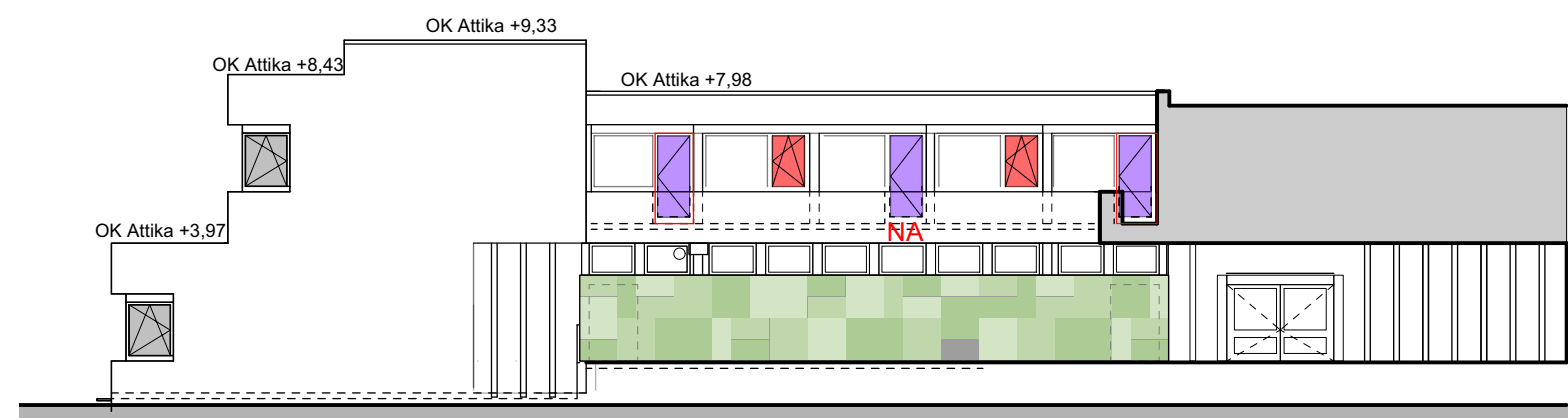 OK Attika +9,33
OK Attika +8,43
OK Attika +7,98
OK Attika +3,97
NA